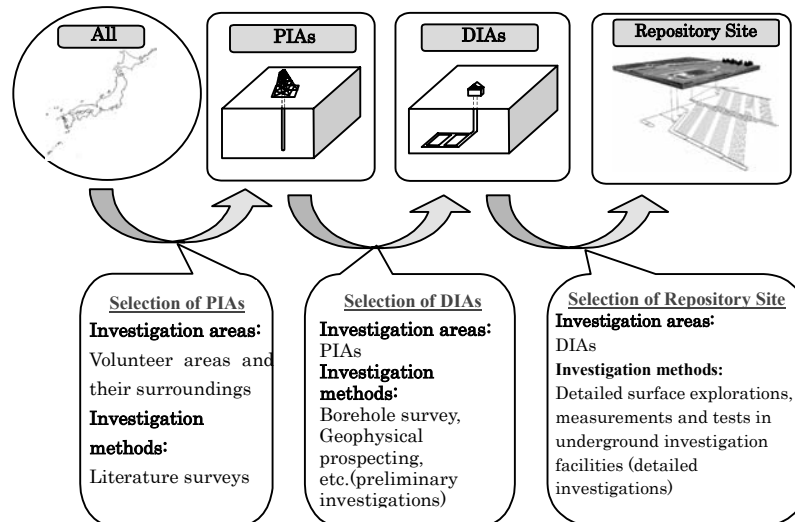 All
PIAs
DIAs
Repository Site
Selection of PIAs
Investigation areas:
Volunteer areas and
their surroundings
Investigation
methods:
Literature surveys
Selection of DIAs
Investigation areas:
PIAs
Investigation
methods:
Borehole survey,
Geophysical
prospecting,
etc.(preliminary
investigations)
Selection of Repository Site
Investigation areas:
DIAs
Investigation methods:
Detailed surface explorations,
measurements and tests in
underground investigation
facilities (detailed
investigations)